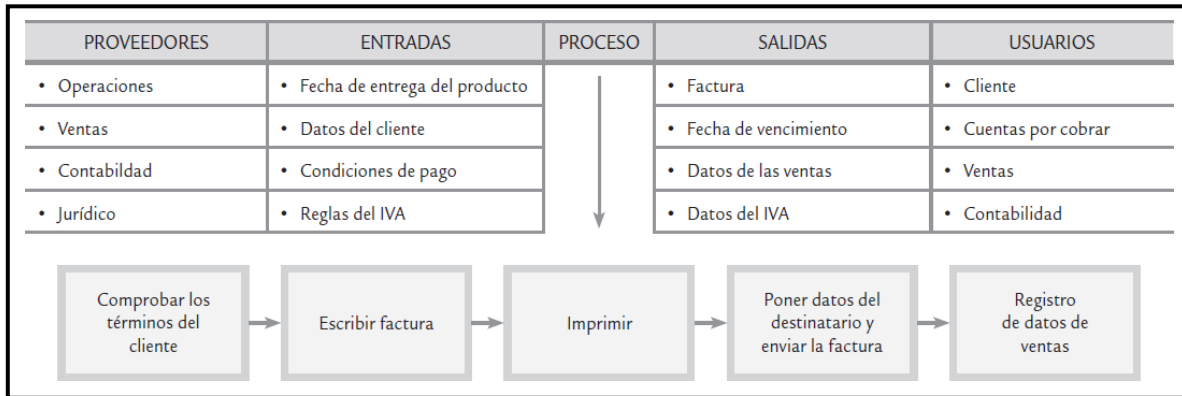 PROVEEDORES ENTRADAS PROCESO SALIDAS USUARIOS
• Operaciones • Fecha de entrega del producto • Factura • Cliente
• Ventas • Datos del cliente • Fecha de vencimiento • Cuentas por cobrar
• Contabildad • Condiciones de pago • Datos de las ventas • Ventas
• Jurídico • Reglas del IVA • Datos del IVA • Contabilidad
Comprobar los
términos del
cliente
Escribir factura
Imprimir
Poner datos del
destinatario y
enviar la factura
Registro
de datos de
ventas